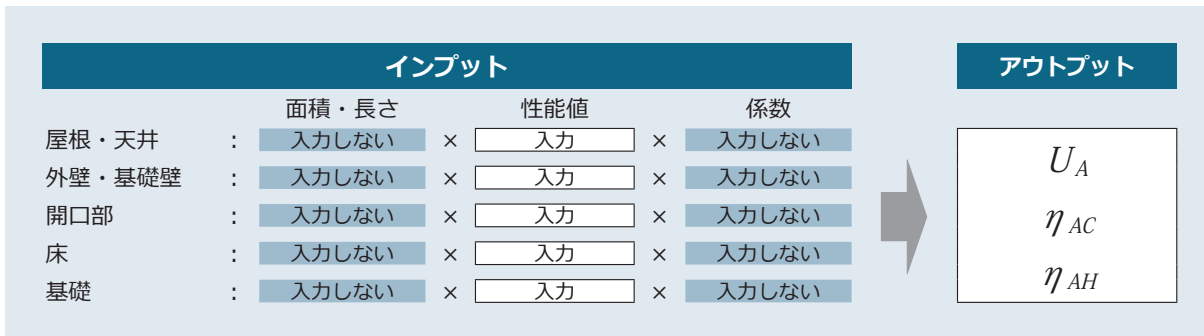 インプット アウトプット
面積・長さ 性能値 係数
屋根・天井 : 入力しない × 入力 × 入力しない
外壁・基礎壁 : 入力しない × 入力 × 入力しない
開口部 : 入力しない × 入力 × 入力しない
床 : 入力しない × 入力 × 入力しない
基礎 : 入力しない × 入力 × 入力しない
U_A
η_AC
η_AH